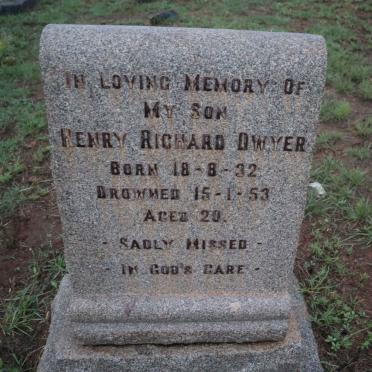 In Loving Memory Of
My Son
Henry Richard Dwyer
Born 18-8-32
Drowned 15-1-53
Aged 20.
- Sadly Missed -
- In God's Care -